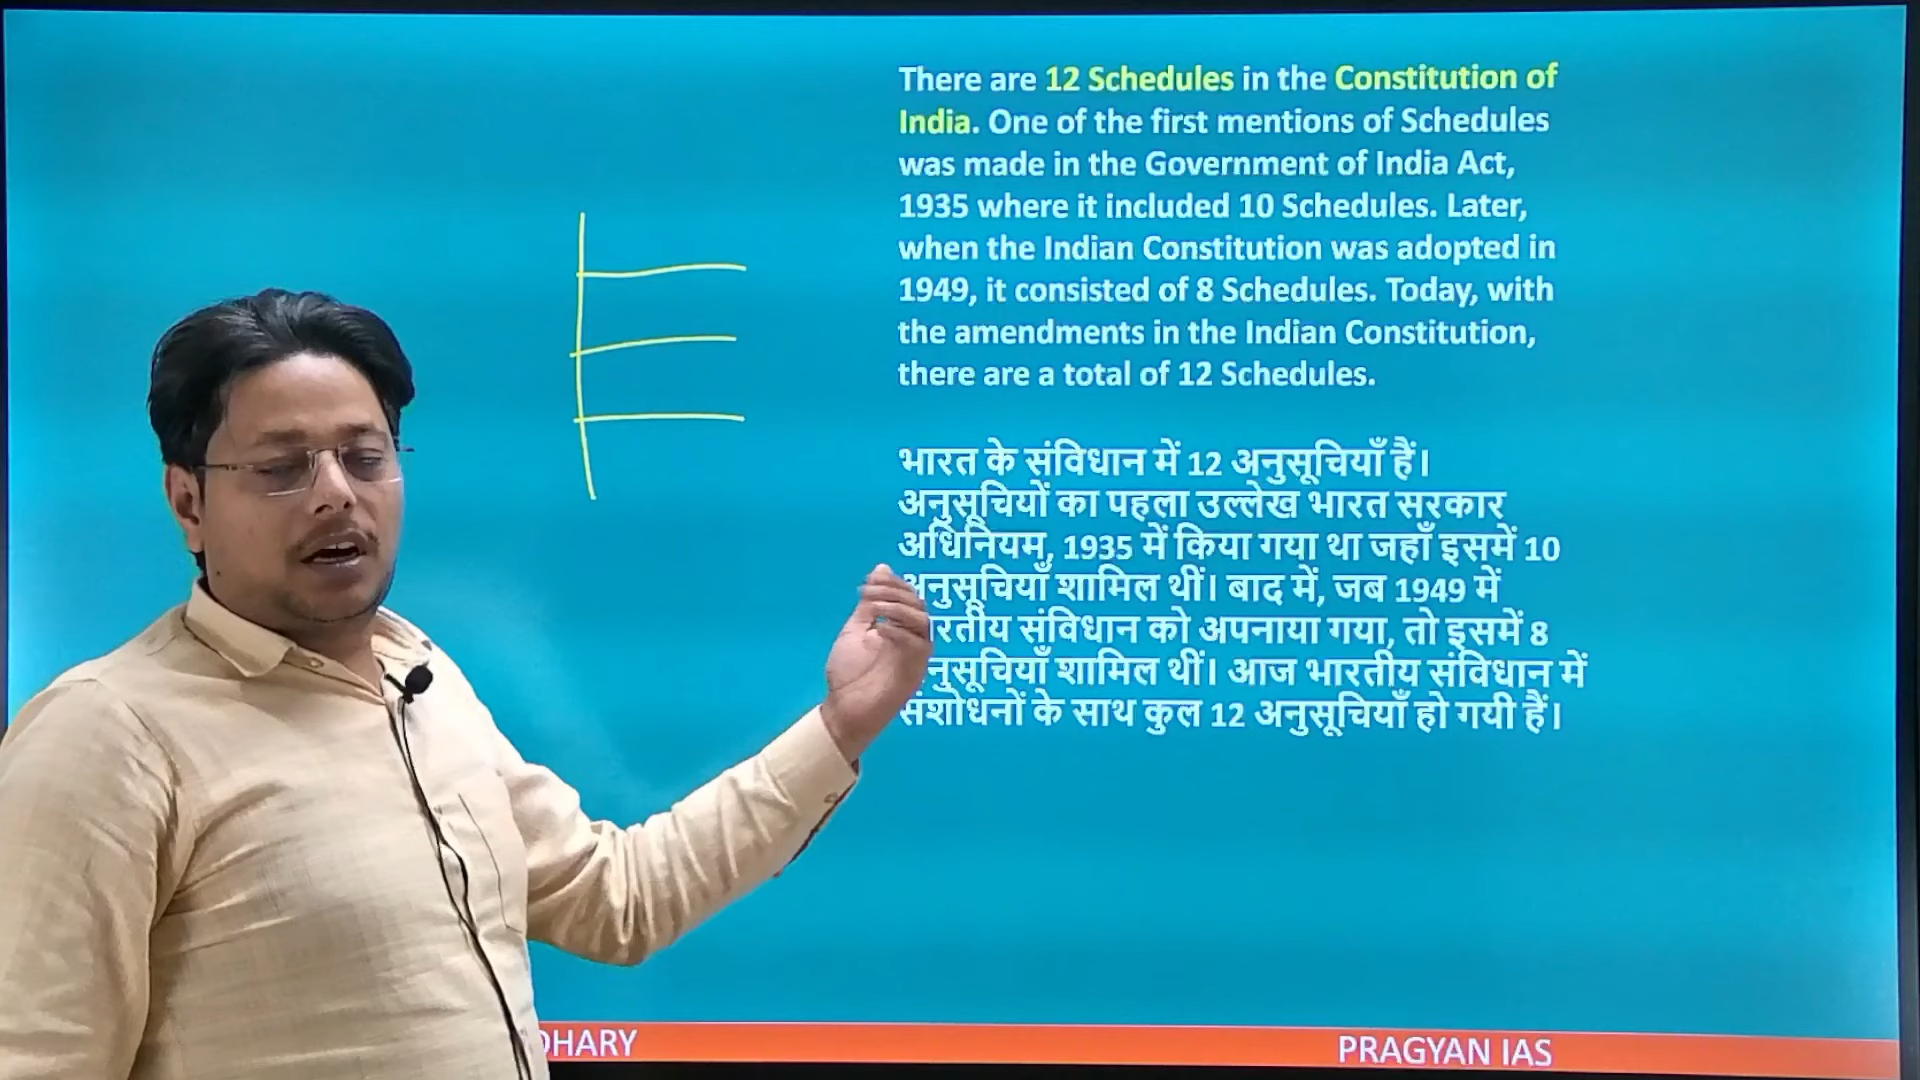 There are 12 Schedules in the Constitution of
India. One of the first mentions of Schedules
was made in the Government of India Act,
1935 where it included 10 Schedules. Later,
when the Indian Constitution was adopted in
1949, it consisted of 8 Schedules. Today, with
the amendments in the Indian Constitution,
there are a total of 12 Schedules.
भारत के संविधान में 12 अनुसूचियाँ हैं।
अनुसूचियों का पहला उल्लेख भारत सरकार
अधिनियम, 1935 में किया गया था जहाँ इसमें 10
शामिल थीं। बाद में, जब 1949 में
संविधान को अपनाया गया, तो इसमें 8
शामिल थीं। आज भारतीय संविधान में
संशोधनों के साथ कुल 12 अनुसूचियाँ हो गयी हैं।
PRAGYAN IAS